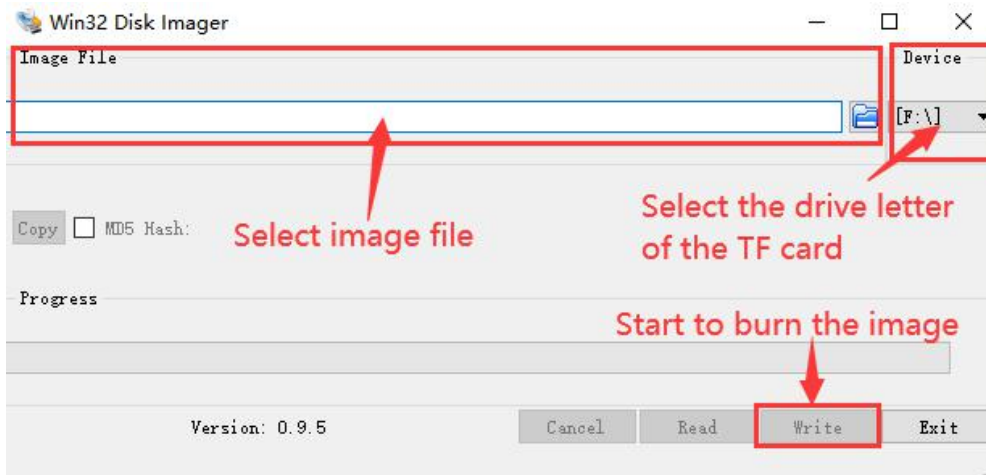 Win32 Disk Imager
Image File
Device
[F:\]
Copy
MD5 Hash:
Select image file
Select the drive letter
of the TF card
Progress
Start to burn the image
Version: 0.9.5
Cancel
Read
Write
Exit